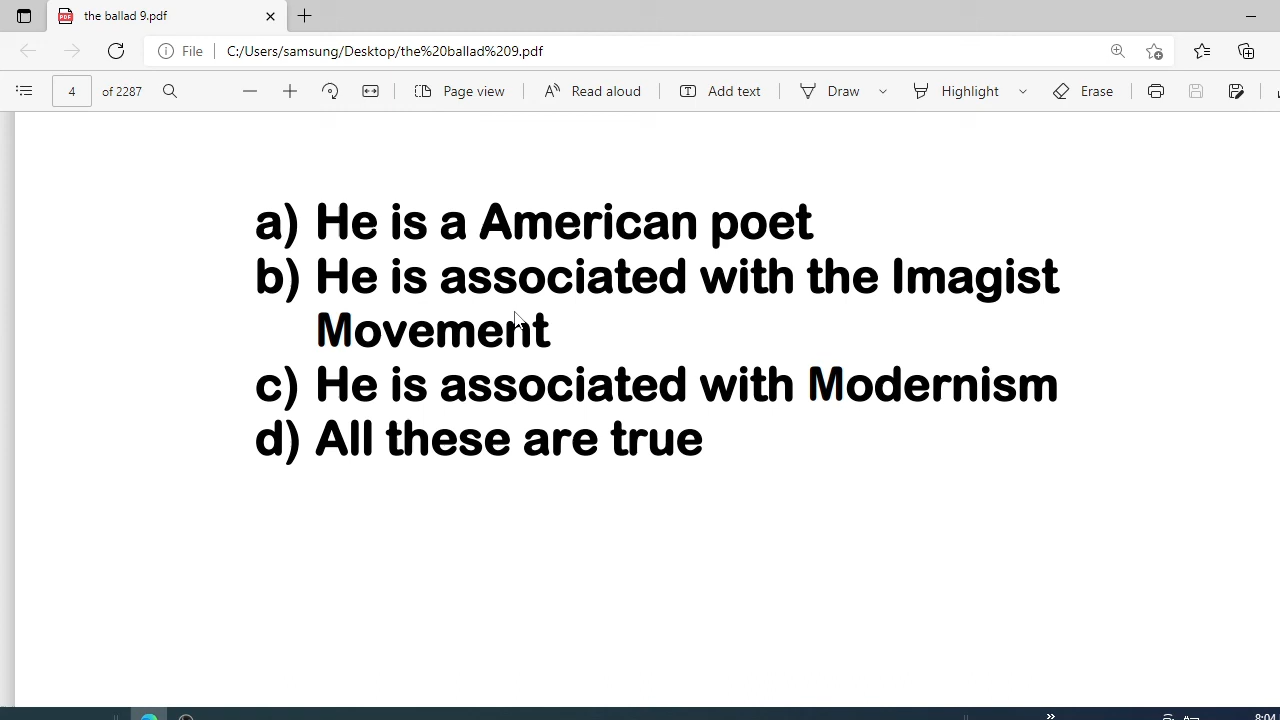 the ballad 9.pdf
File C:/Users/samsung/Desktop/the%20ballad%209.pdf
4 of 2287 Page view Read aloud Add text Draw Highlight Erase
a) He is a American poet
b) He is associated with the Imagist
Movement
c) He is associated with Modernism
d) All these are true